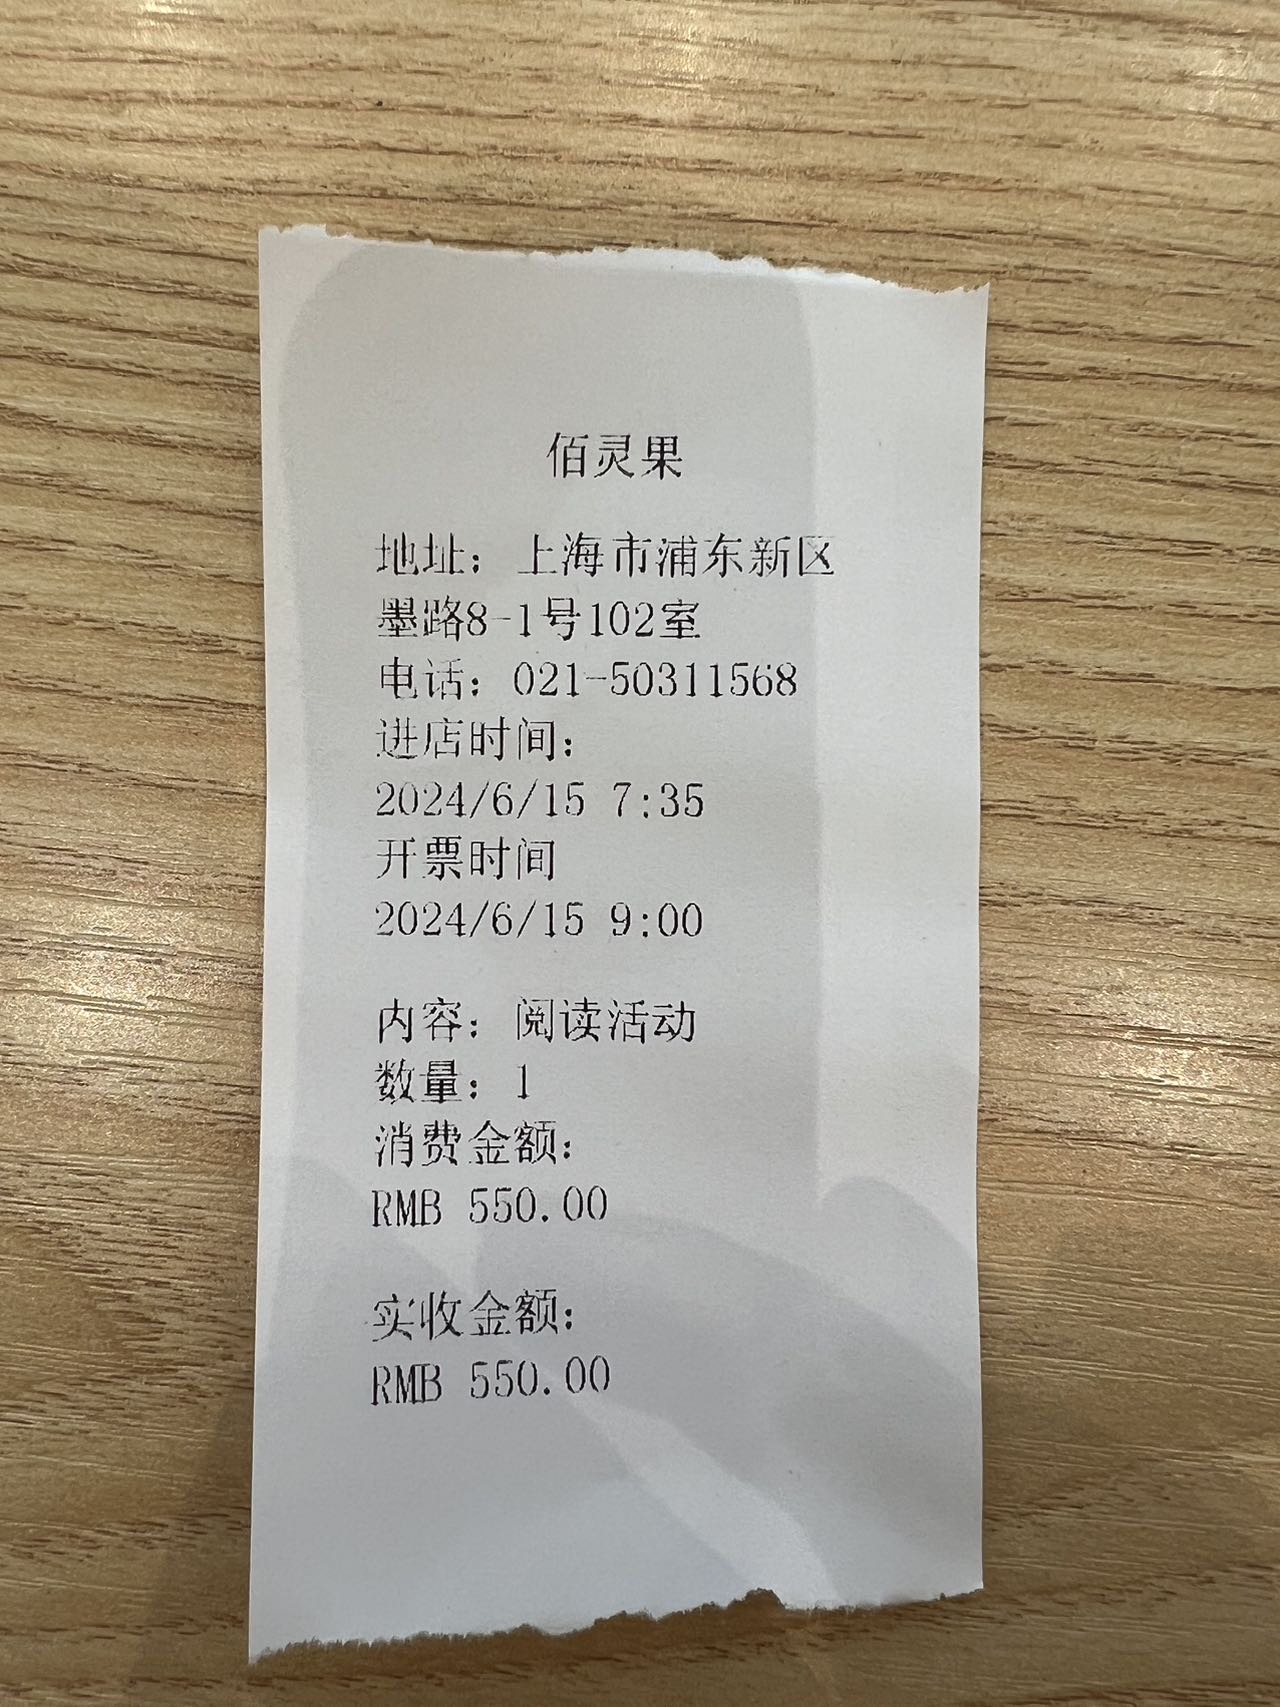 佰灵果
地址：上海市浦东新区
墨路8-1号102室
电话：021-50311568
进店时间：
2024/6/15 7:35
开票时间
2024/6/15 9:00
内容：阅读活动
数量：1
消费金额：
RMB 550.00
实收金额：
RMB 550.00